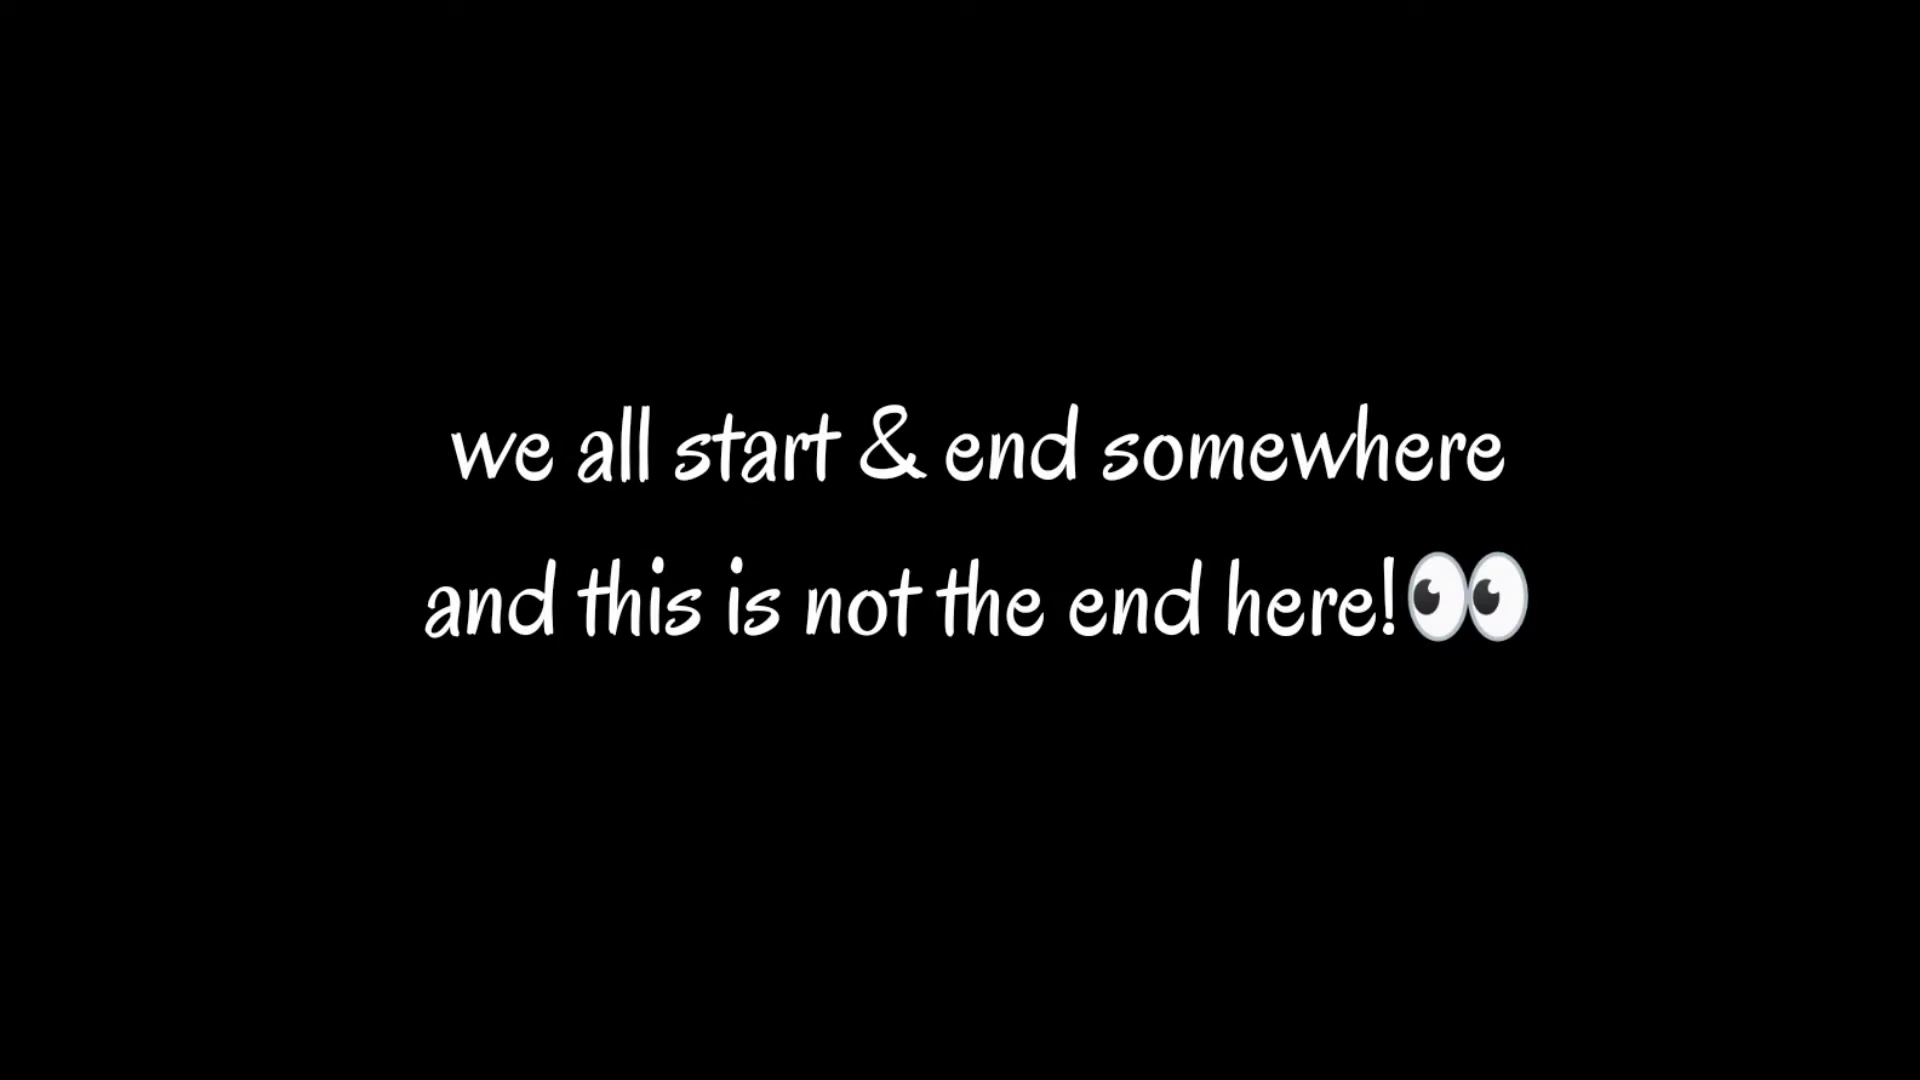 we all start & end somewhere
and this is not the end here!👀